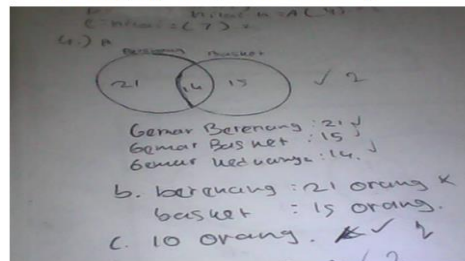 c.
4.) A
Berenang basket
21 14 15 ✓ 2
Gemar Berenang : 21 ✓
Gemar Basket : 15 ✓
Gemar keduanya : 14. ✓
b. berenang : 21 orang ×
basket : 15 orang.
c. 10 orang. ✓ 2